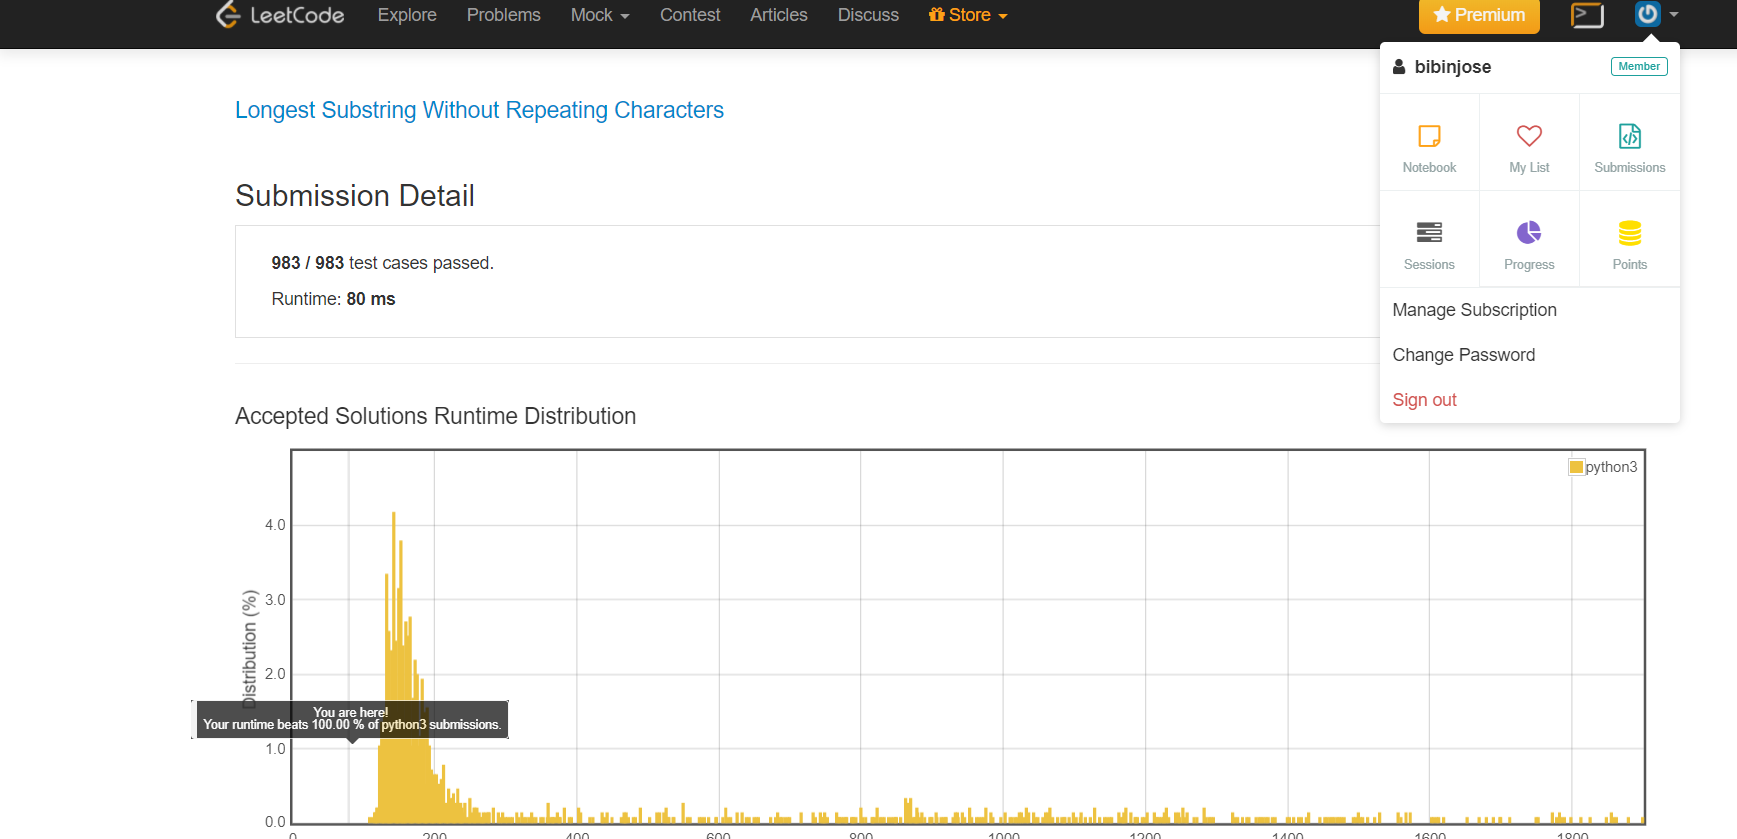 LeetCode Explore Problems Mock Contest Articles Discuss Store Premium
bibinjose Member
Longest Substring Without Repeating Characters
Notebook My List Submissions
Submission Detail
983 / 983 test cases passed.
Sessions Progress Points
Runtime: 80 ms
Manage Subscription
Change Password
Sign out
Accepted Solutions Runtime Distribution
python3
4.0
3.0
Distribution (%)
2.0
You are here!
Your runtime beats 100.00 % of python3 submissions.
1.0
0.0
0 200 400 600 800 1000 1200 1400 1600 1800